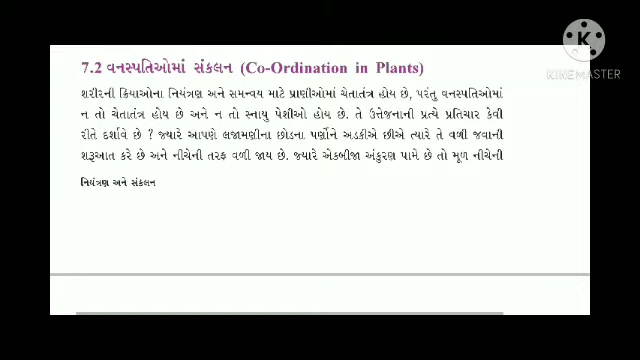 KINEMASTER
7.2 વનસ્પતિઓમાં સંકલન (Co-Ordination in Plants)
શરીરની ક્રિયાઓના નિયંત્રણ અને સમન્વય માટે પ્રાણીઓમાં ચેતાતંત્ર હોય છે, પરંતુ વનસ્પતિઓમાં
ન તો ચેતાતંત્ર હોય છે અને ન તો સ્નાયુ પેશીઓ હોય છે. તે ઉત્તેજનાની પ્રત્યે પ્રતિચાર કેવી
રીતે દર્શાવે છે ? જ્યારે આપણે લજામણીના છોડના પર્ણોને અડકીએ છીએ ત્યારે તે વળી જવાની
શરૂઆત કરે છે અને નીચેની તરફ વળી જાય છે. જ્યારે એકબીજા અંકુરણ પામે છે તો મૂળ નીચેની
નિયંત્રણ અને સંકલન